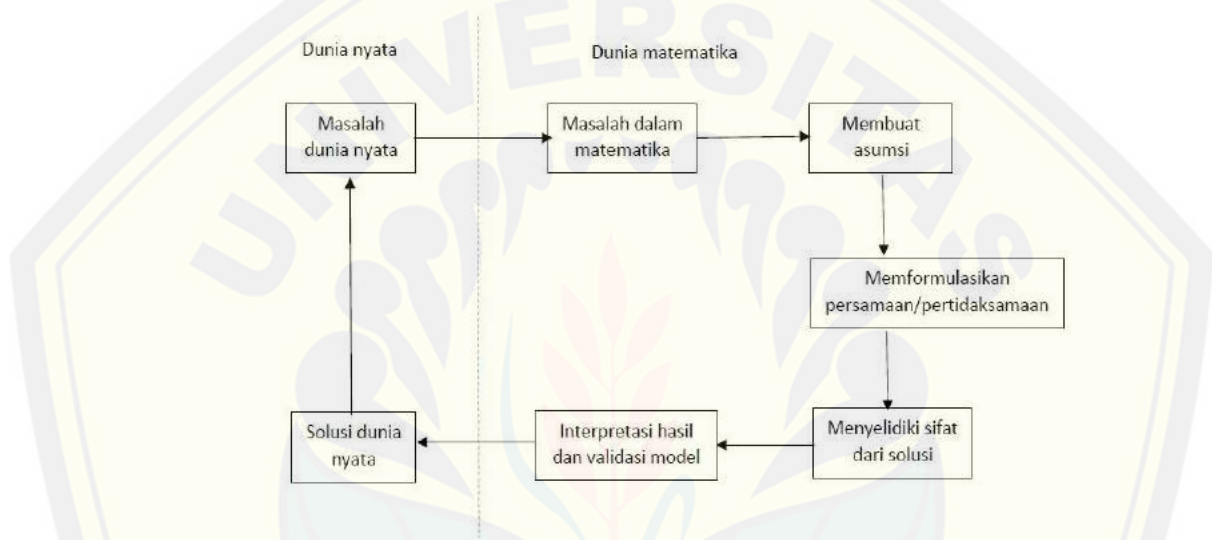 UNIVERSITAS
Dunia nyata
Dunia matematika
Masalah
dunia nyata
Masalah dalam
matematika
Membuat
asumsi
Memformulasikan
persamaan/pertidaksamaan
Menyelidiki sifat
dari solusi
Interpretasi hasil
dan validasi model
Solusi dunia
nyata